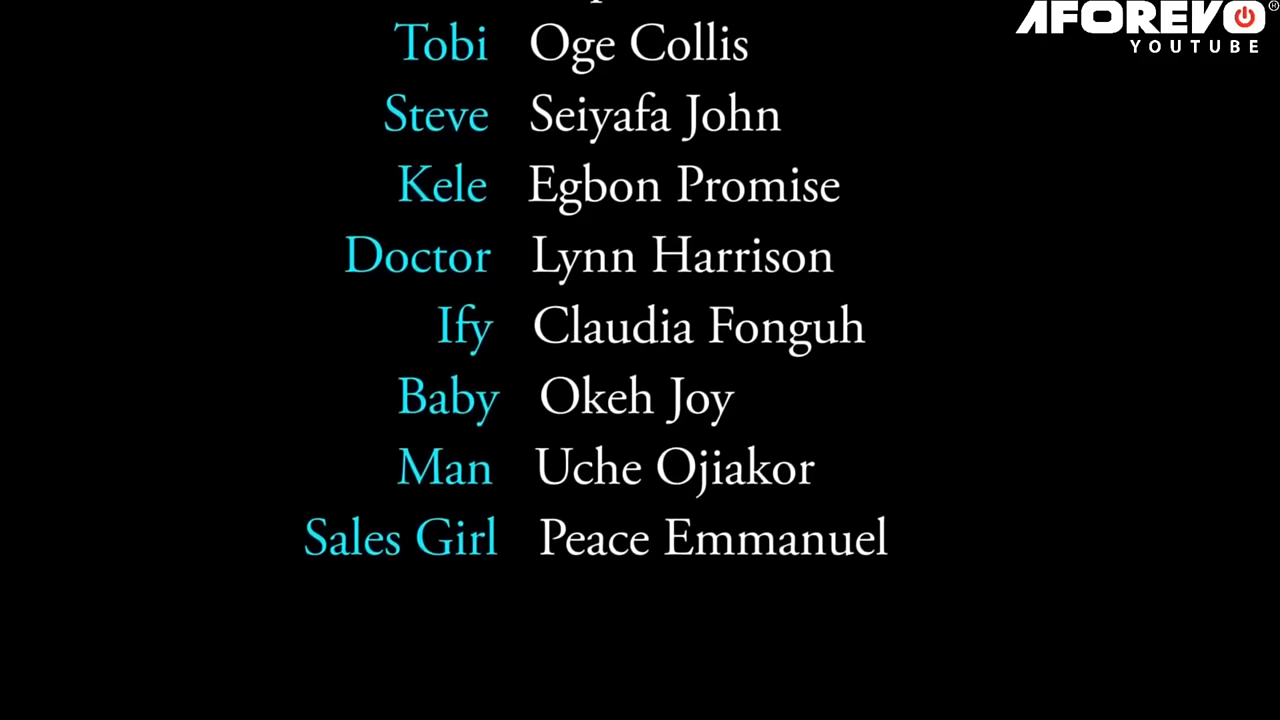 AFOREVO
YOUTUBE
Tobi Oge Collis
Steve Seiyafa John
Kele Egbon Promise
Doctor Lynn Harrison
Ify Claudia Fonguh
Baby Okeh Joy
Man Uche Ojiakor
Sales Girl Peace Emmanuel